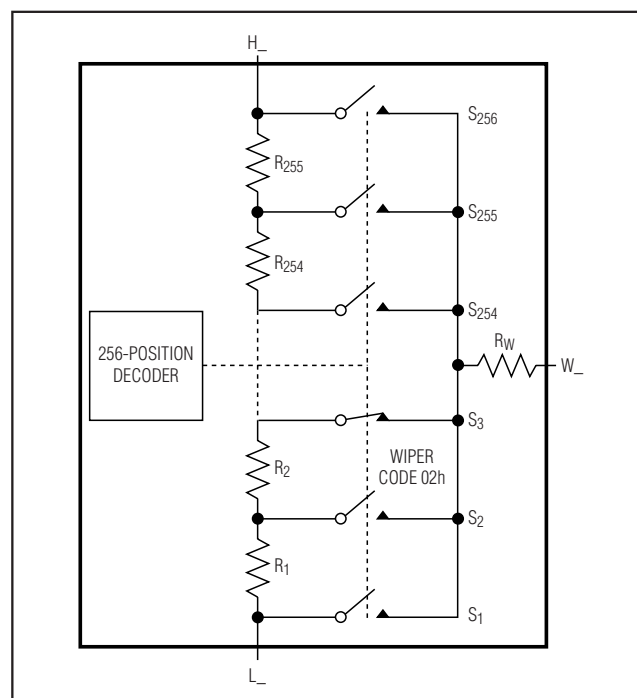 H_
S256
R255
S255
R254
S254
256-POSITION
DECODER
RW
W_
S3
WIPER
CODE 02h
R2
S2
R1
S1
L_